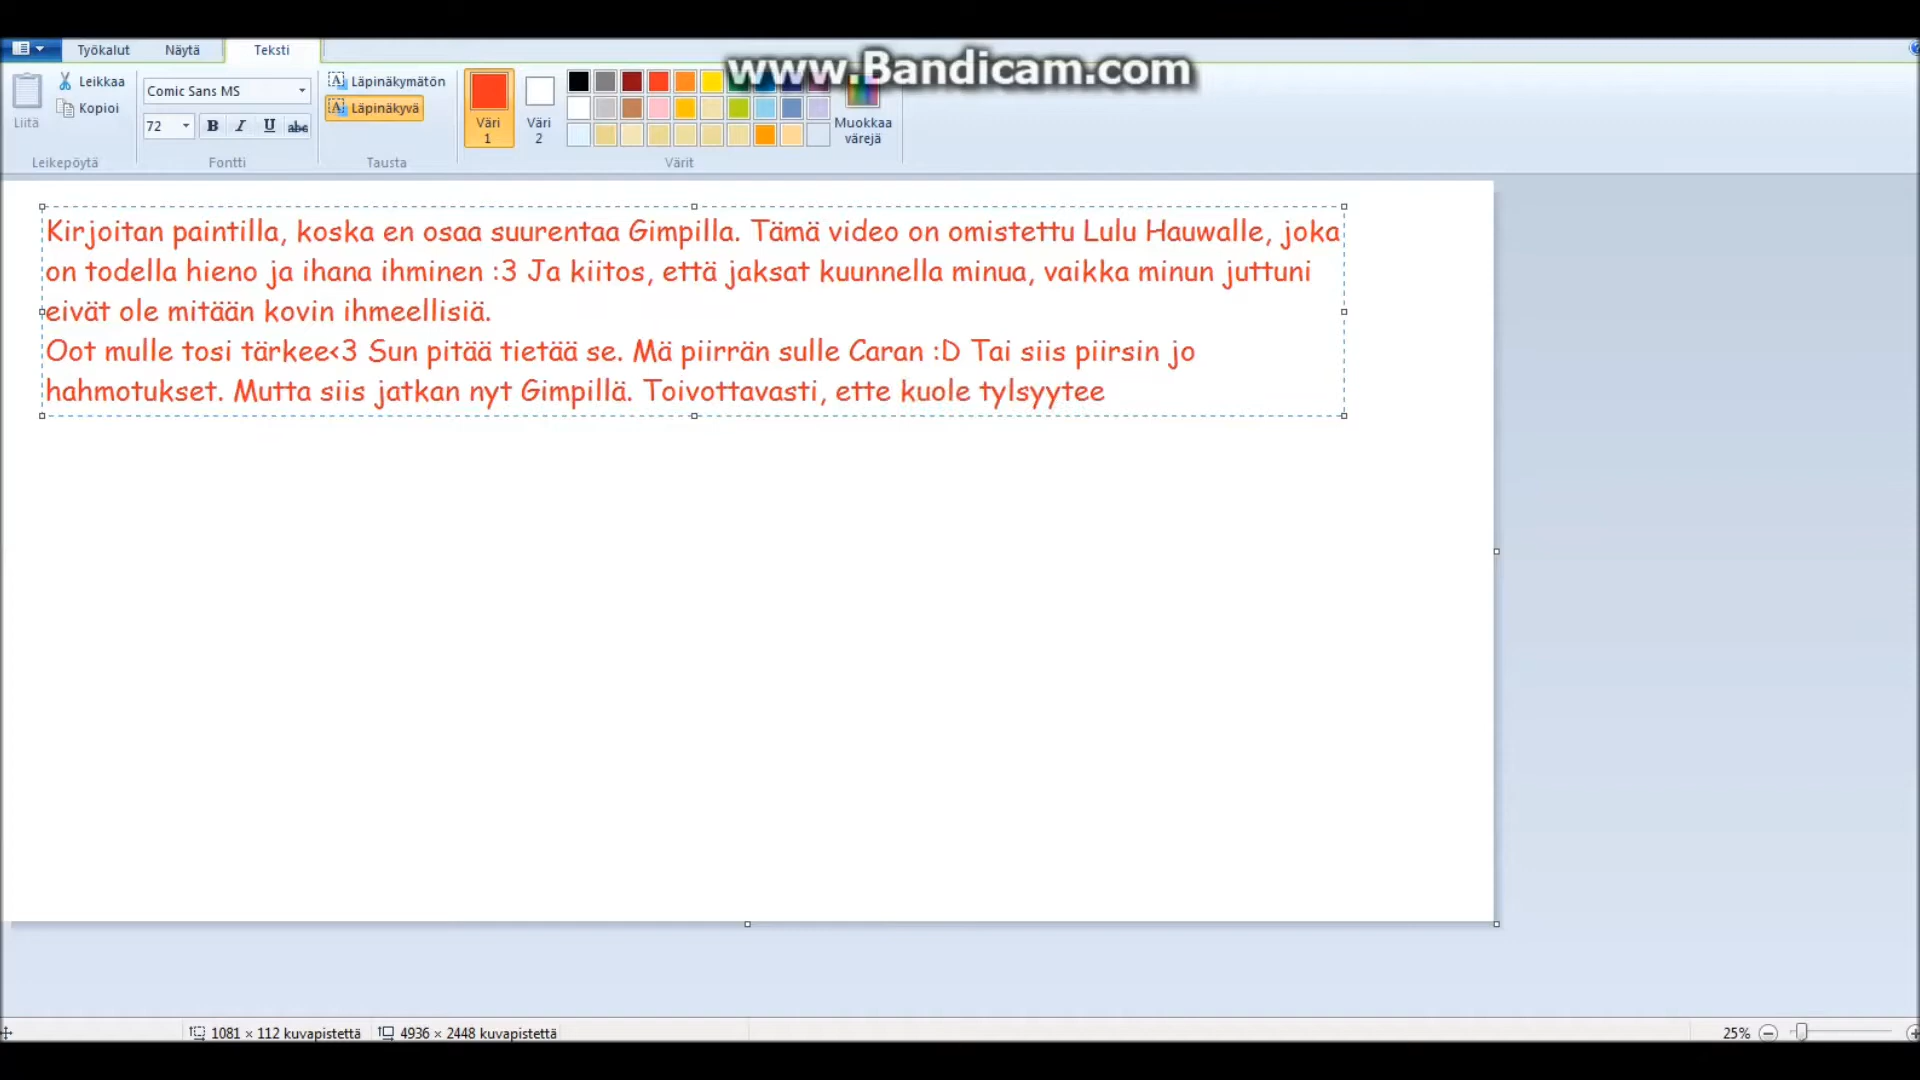 Työkalut Näytä Teksti
www.Bandicam.com
Liitä
Leikkaa
Kopioi
Leikepöytä
Comic Sans MS
72 B I U abc
Fontti
Läpinäkymätön
Läpinäkyvä
Tausta
Väri
1
Väri
2
Muokkaa
värejä
Värit
Kirjoitan paintilla, koska en osaa suurentaa Gimpilla. Tämä video on omistettu Lulu Hauwalle, joka
on todella hieno ja ihana ihminen :3 Ja kiitos, että jaksat kuunnella minua, vaikka minun juttuni
eivät ole mitään kovin ihmeellisiä.
Oot mulle tosi tärkee<3 Sun pitää tietää se. Mä piirrän sulle Caran :D Tai siis piirsin jo
hahmotukset. Mutta siis jatkan nyt Gimpillä. Toivottavasti, ette kuole tylsyytee
1081 × 112 kuvapistettä 4936 × 2448 kuvapistettä 25%